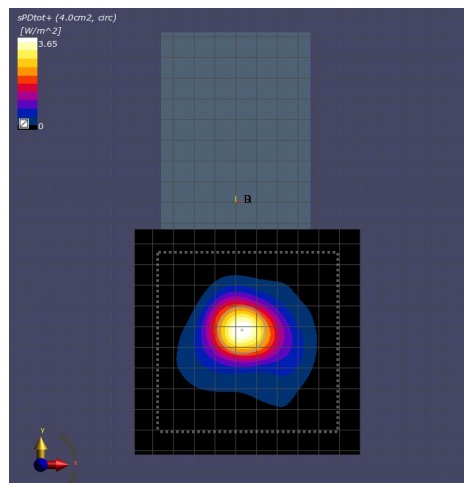 sPDtot+ (4.0cm2, circ)
[W/m^2]
3.65
0
y
x